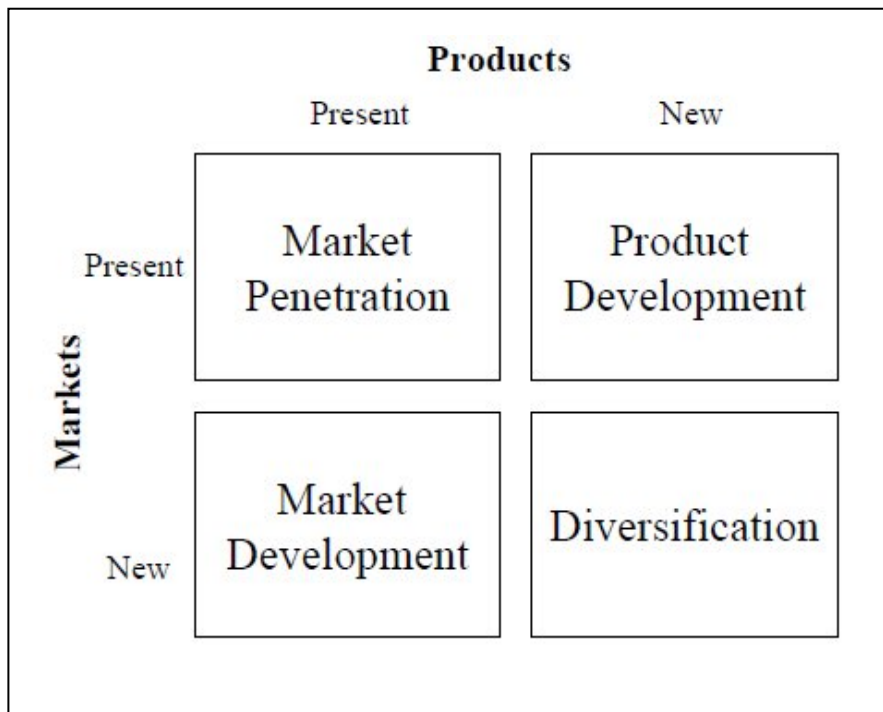 Products
Present
New
Present
Market
Penetration
Product
Development
Markets
New
Market
Development
Diversification